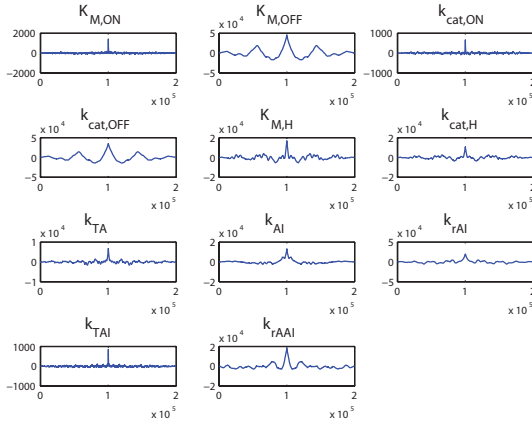 K_M,ON
2000
0
−2000
0 1 2
x 10^5
K_M,OFF
x 10^4
5
0
−2
0 1 2
x 10^5
k_cat,ON
1000
0
−1000
0 1 2
x 10^5
k_cat,OFF
x 10^4
5
0
−5
0 1 2
x 10^5
K_M,H
x 10^4
2
0
−2
0 1 2
x 10^5
k_cat,H
x 10^4
2
0
−2
0 1 2
x 10^5
k_TA
x 10^4
1
0
−1
0 1 2
x 10^5
k_AI
x 10^4
2
0
−2
0 1 2
x 10^5
k_rAI
x 10^4
5
0
−5
0 1 2
x 10^5
k_TAI
1000
0
−1000
0 1 2
x 10^5
k_rAAI
x 10^4
2
0
−2
0 1 2
x 10^5